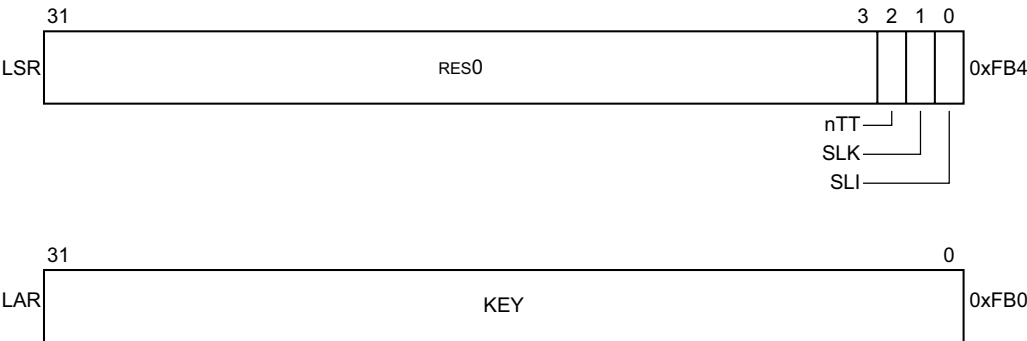 31 3 2 1 0
LSR RES0 0xFB4
nTT
SLK
SLI
31 0
LAR KEY 0xFB0